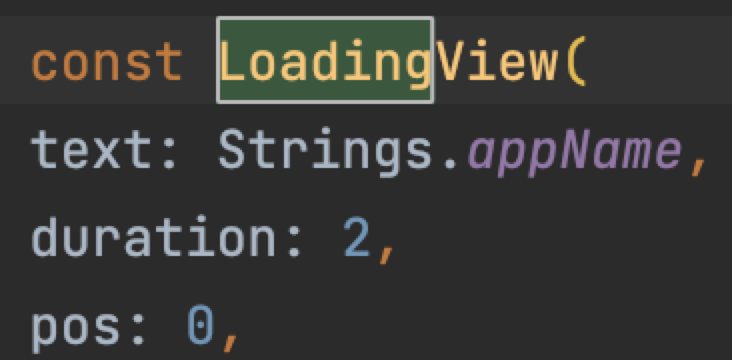 const LoadingView(
text: Strings.appName,
duration: 2,
pos: 0,